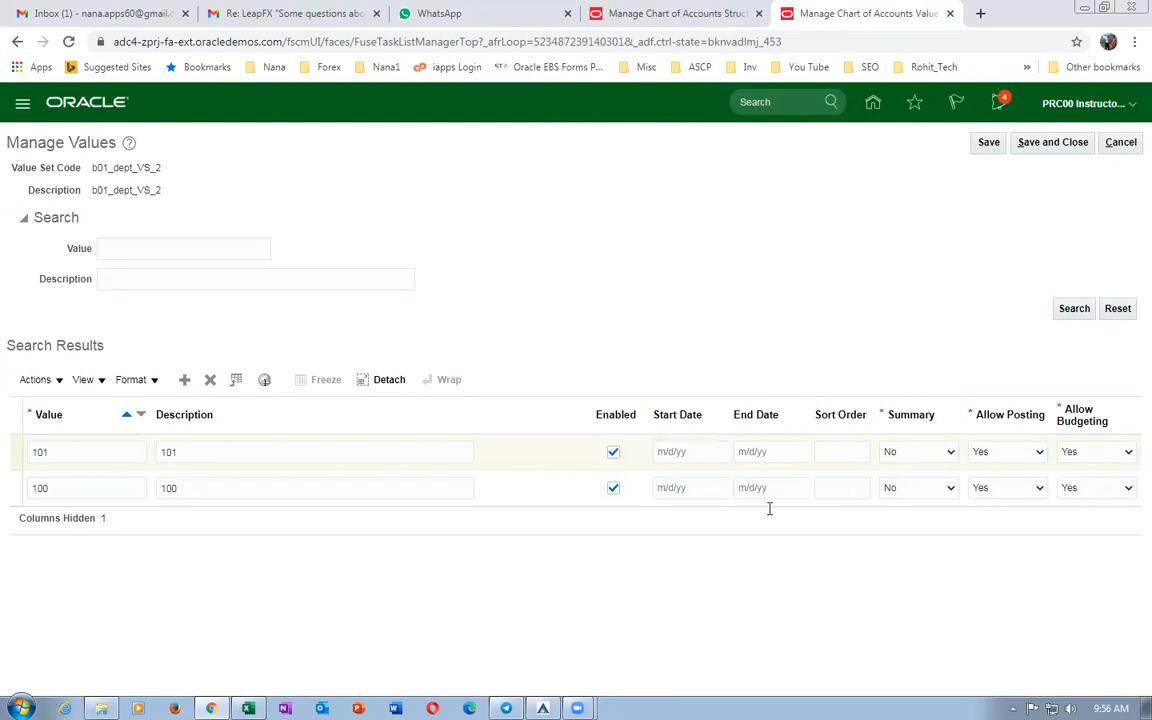 Inbox (1) - nana.apps60@gmail.c
Re: LeapFX "Some questions abo
WhatsApp
Manage Chart of Accounts Struct
Manage Chart of Accounts Value
adc4-zprj-fa-ext.oracledemos.com/fscmUI/faces/FuseTaskListManagerTop?_afrLoop=523487239140301&_adf.ctrl-state=bknvadlmj_453
Apps Suggested Sites Bookmarks Nana Forex Nana1 iapps Login Oracle EBS Forms P... Misc ASCP Inv You Tube SEO Rohit_Tech » Other bookmarks
ORACLE Search 4 PRC00 Instructo...
Manage Values Save Save and Close Cancel
Value Set Code b01_dept_VS_2
Description b01_dept_VS_2
Search
Value
Description
Search Reset
Search Results
Actions View Format Freeze Detach Wrap
* Value Description Enabled Start Date End Date Sort Order * Summary * Allow Posting * Allow Budgeting
101 101 m/d/yy m/d/yy No Yes Yes
100 100 m/d/yy m/d/yy No Yes Yes
Columns Hidden 1
9:56 AM